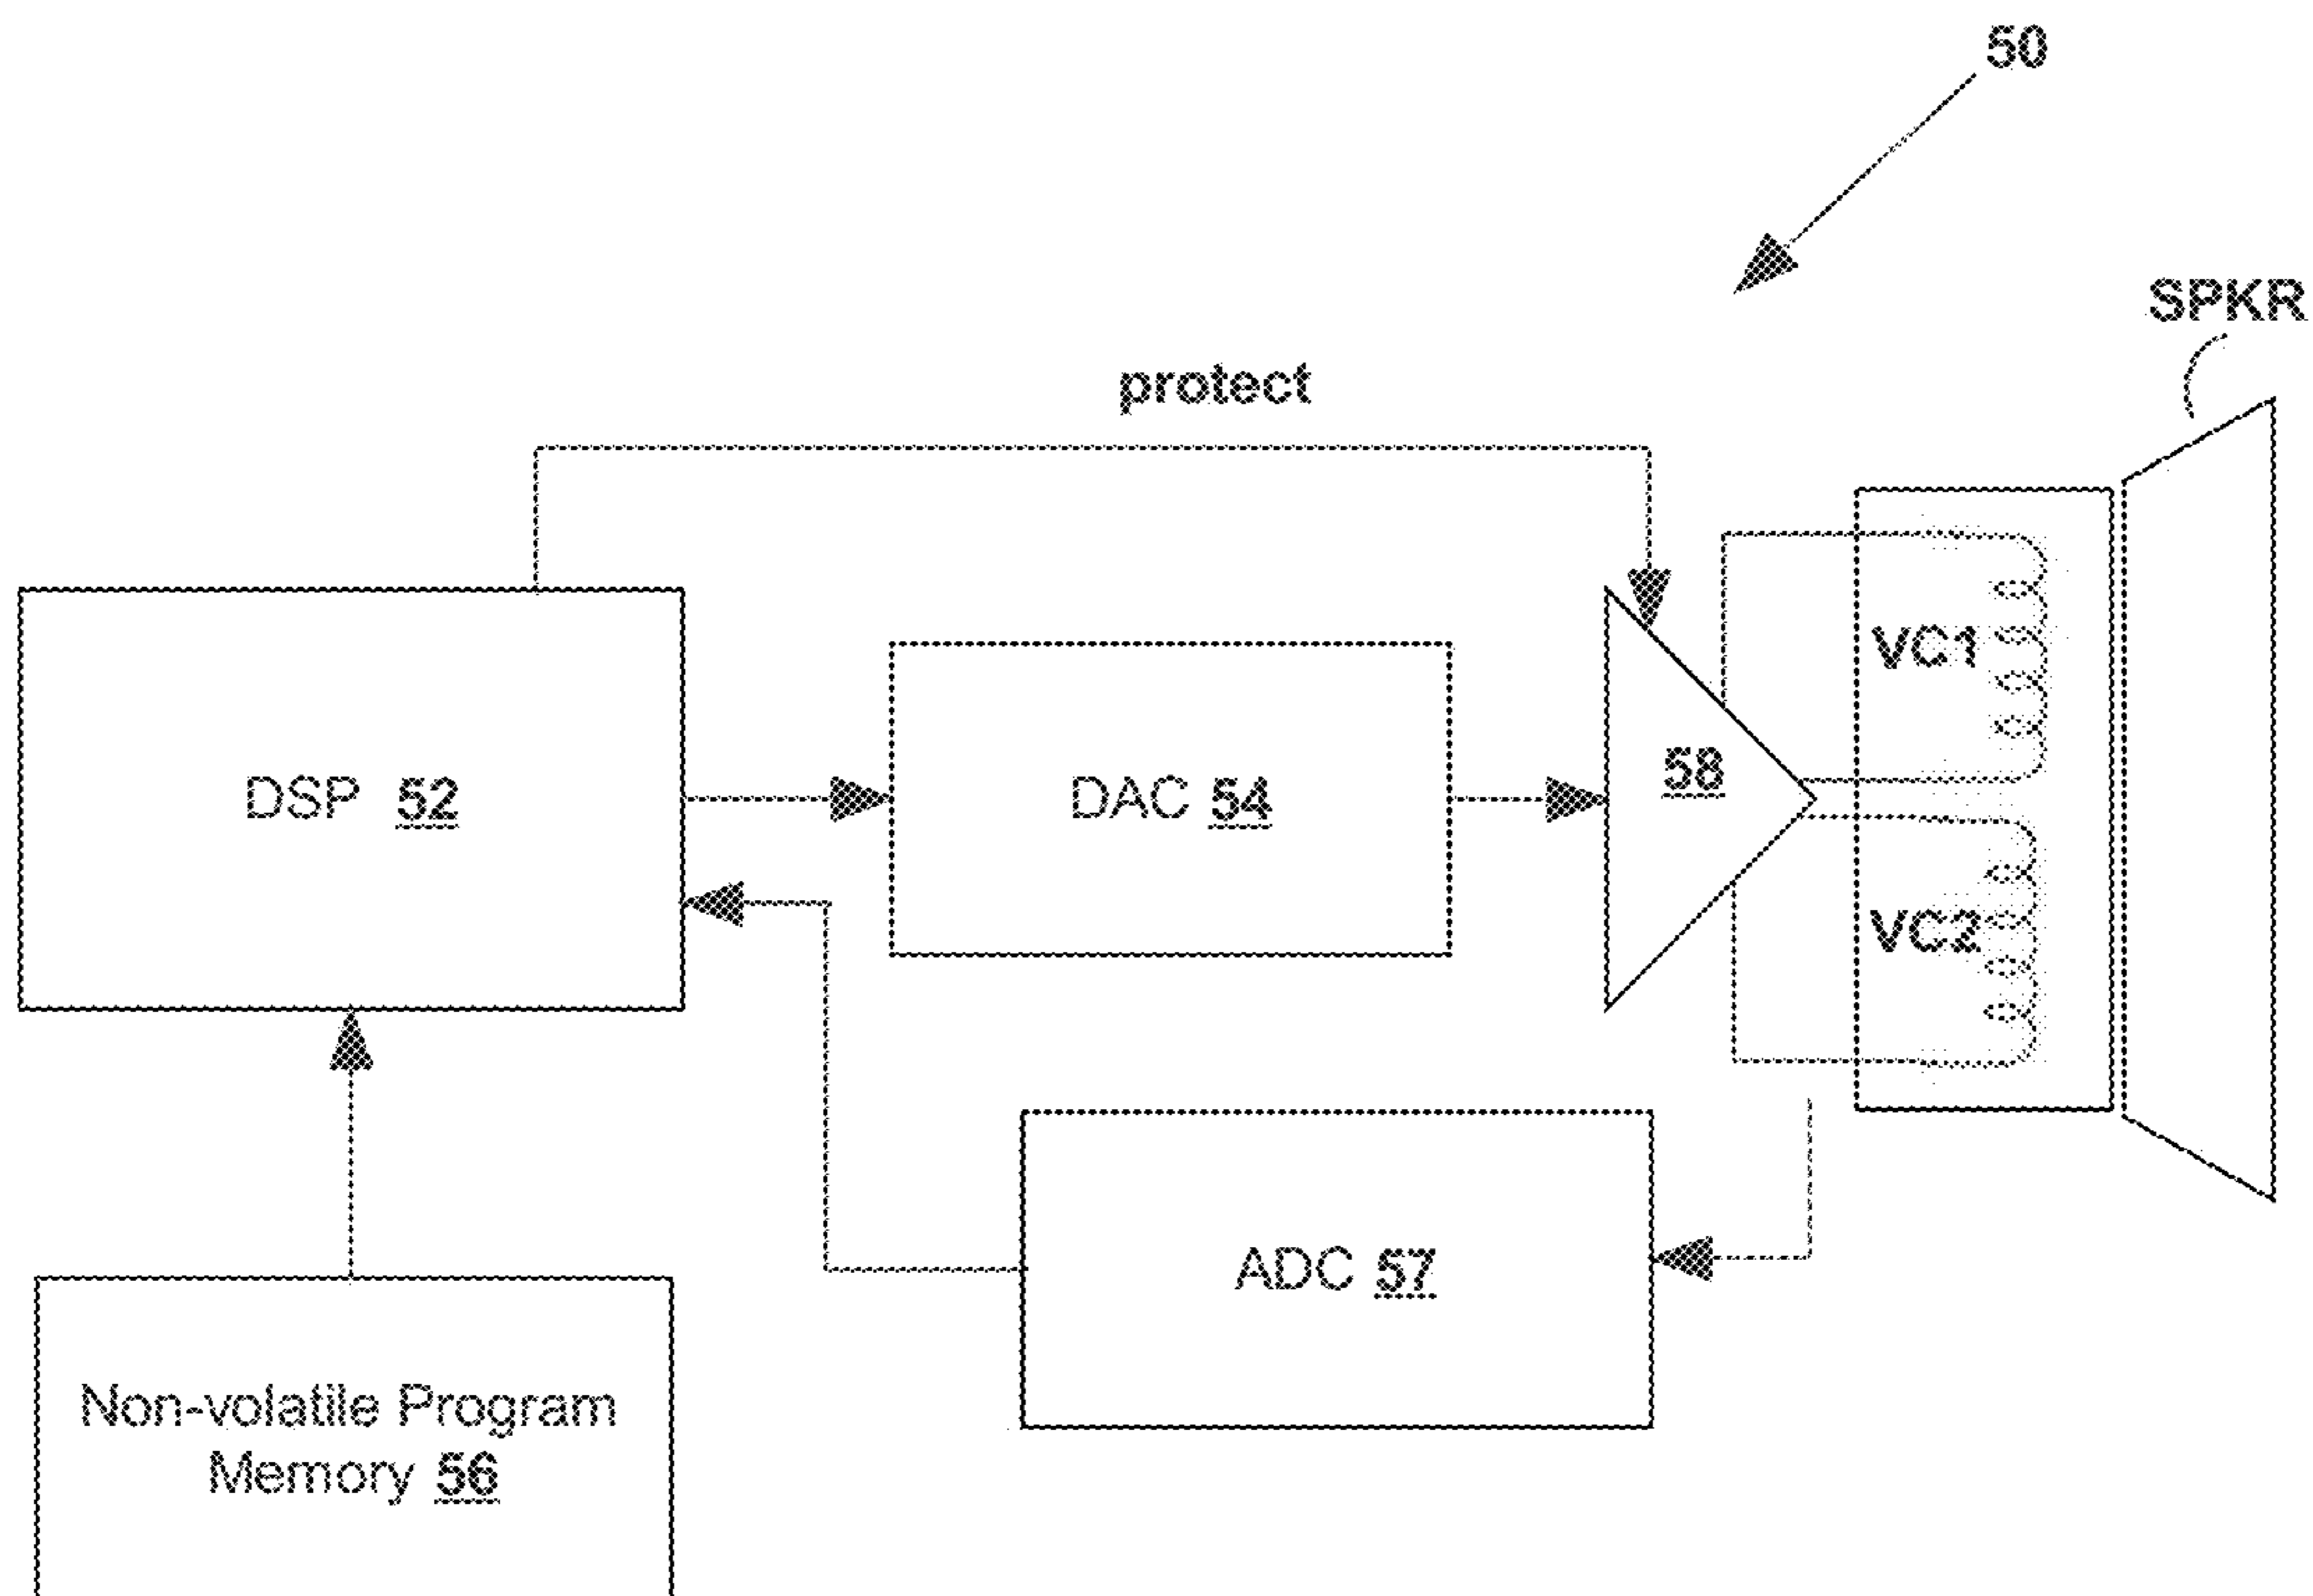 50
SPKR
protect
VC1
58
DSP 52
DAC 54
VC2
ADC 57
Non-volatile Program
Memory 56